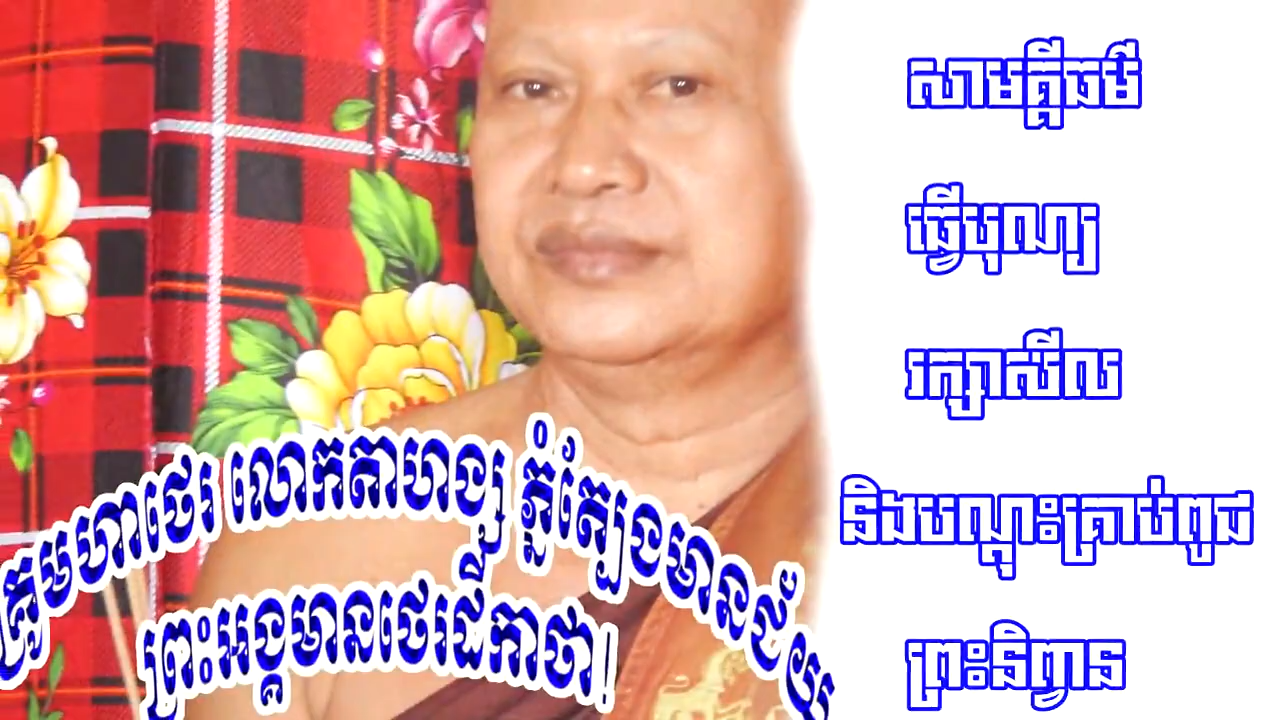 គ្រូមហាថេរ លោកតាហង្ស ភ្នំត្បែងមានជ័យ
ព្រះអង្គមានថេរដីកាថា!
សាមគ្គីធម៌
ធ្វើបុណ្យ
រក្សាសីល
និងបណ្តុះគ្រាប់ពូជ
ព្រះនិព្វាន